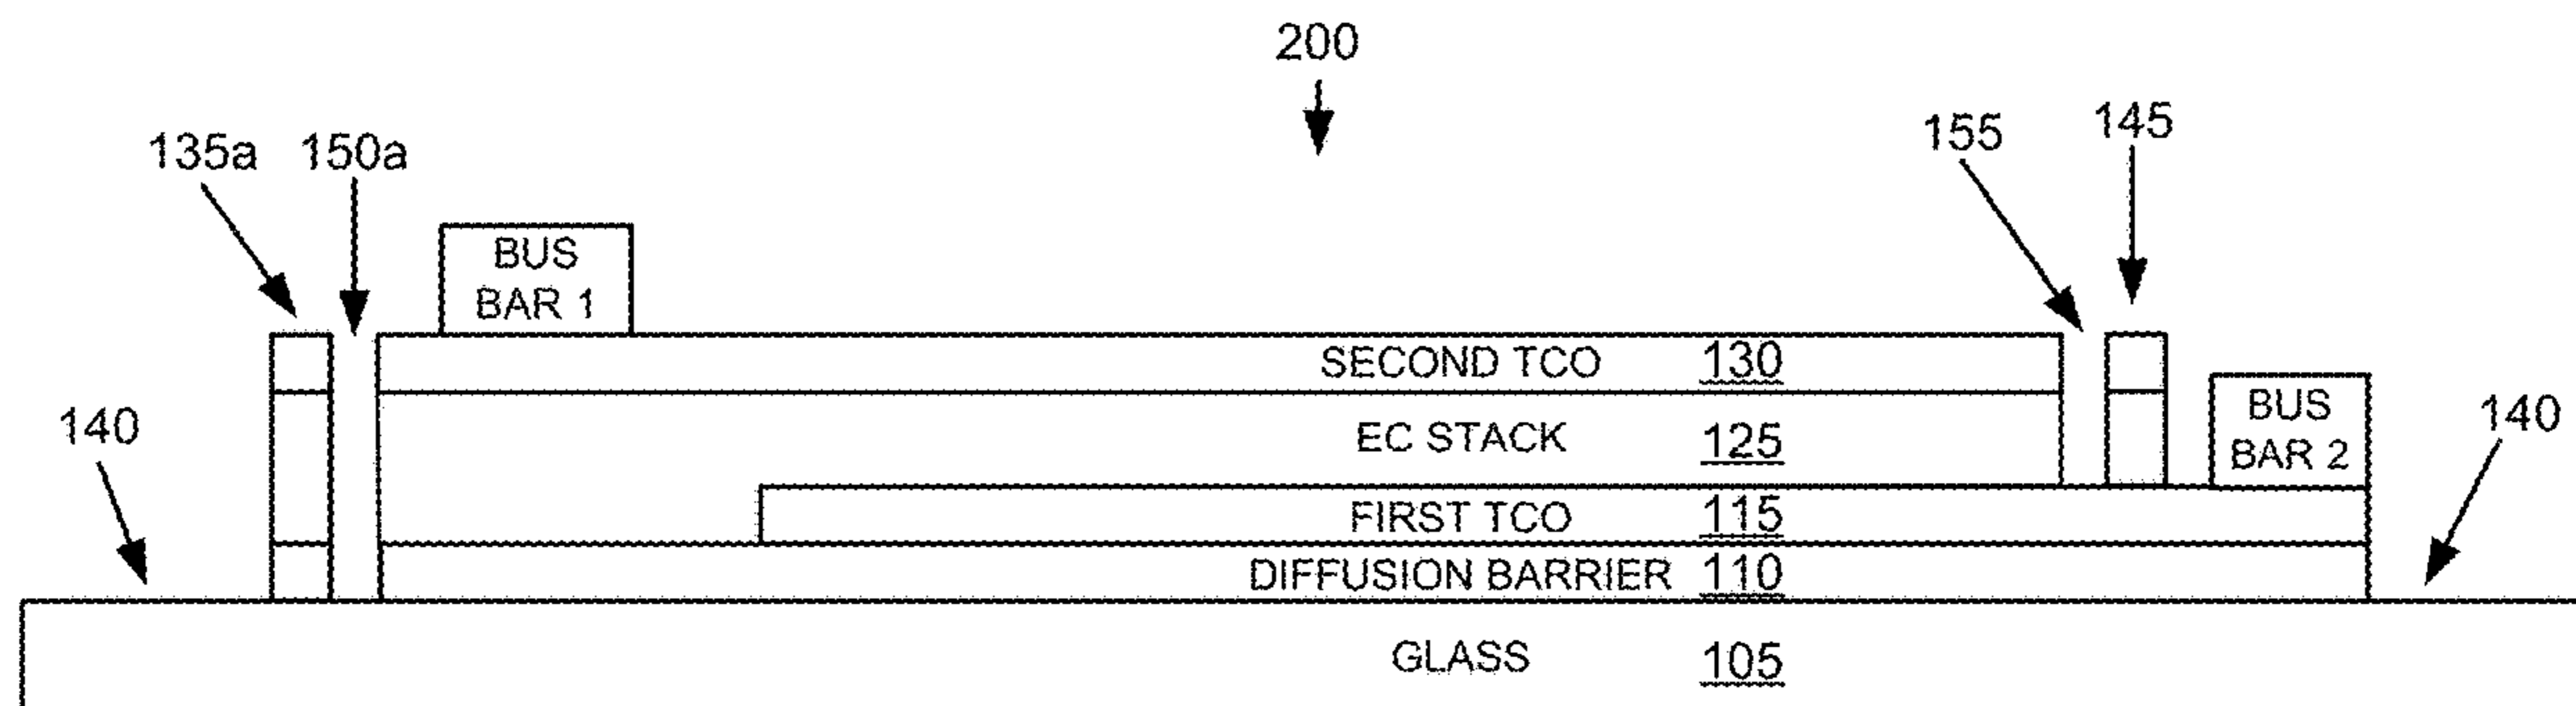 200
135a 150a
155 145
BUS
BAR 1
SECOND TCO 130
140
EC STACK 125
BUS
BAR 2
140
FIRST TCO 115
DIFFUSION BARRIER 110
GLASS 105